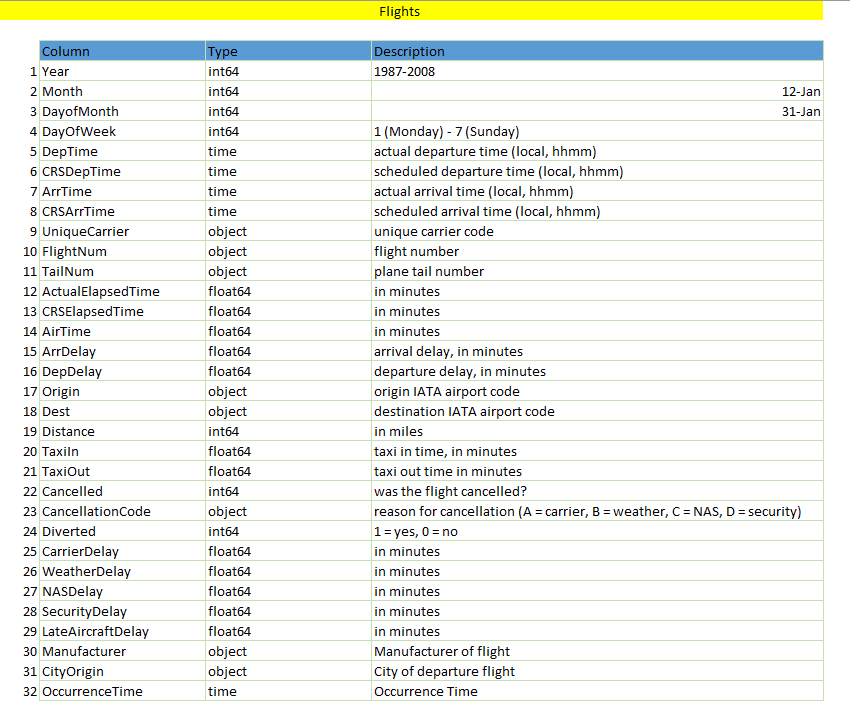 Flights
Column Type Description
1 Year int64 1987-2008
2 Month int64 12-Jan
3 DayofMonth int64 31-Jan
4 DayOfWeek int64 1 (Monday) - 7 (Sunday)
5 DepTime time actual departure time (local, hhmm)
6 CRSDepTime time scheduled departure time (local, hhmm)
7 ArrTime time actual arrival time (local, hhmm)
8 CRSArrTime time scheduled arrival time (local, hhmm)
9 UniqueCarrier object unique carrier code
10 FlightNum object flight number
11 TailNum object plane tail number
12 ActualElapsedTime float64 in minutes
13 CRSElapsedTime float64 in minutes
14 AirTime float64 in minutes
15 ArrDelay float64 arrival delay, in minutes
16 DepDelay float64 departure delay, in minutes
17 Origin object origin IATA airport code
18 Dest object destination IATA airport code
19 Distance int64 in miles
20 TaxiIn float64 taxi in time, in minutes
21 TaxiOut float64 taxi out time in minutes
22 Cancelled int64 was the flight cancelled?
23 CancellationCode object reason for cancellation (A = carrier, B = weather, C = NAS, D = security)
24 Diverted int64 1 = yes, 0 = no
25 CarrierDelay float64 in minutes
26 WeatherDelay float64 in minutes
27 NASDelay float64 in minutes
28 SecurityDelay float64 in minutes
29 LateAircraftDelay float64 in minutes
30 Manufacturer object Manufacturer of flight
31 CityOrigin object City of departure flight
32 OccurrenceTime time Occurrence Time